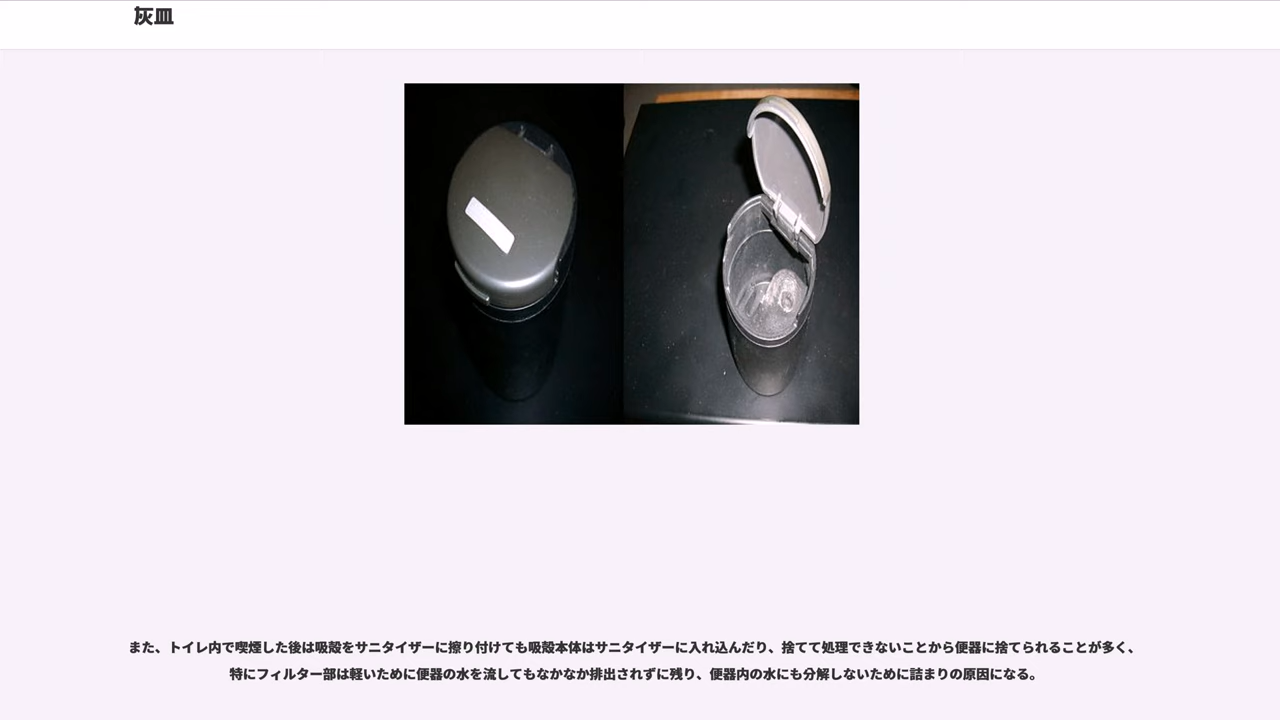 灰皿
また、トイレ内で喫煙した後は吸殻をサニタイザーに擦り付けても吸殻本体はサニタイザーに入れ込んだり、捨てて処理できないことから便器に捨てられることが多く、
特にフィルター部は軽いために便器の水を流してもなかなか排出されずに残り、便器内の水にも分解しないために詰まりの原因になる。